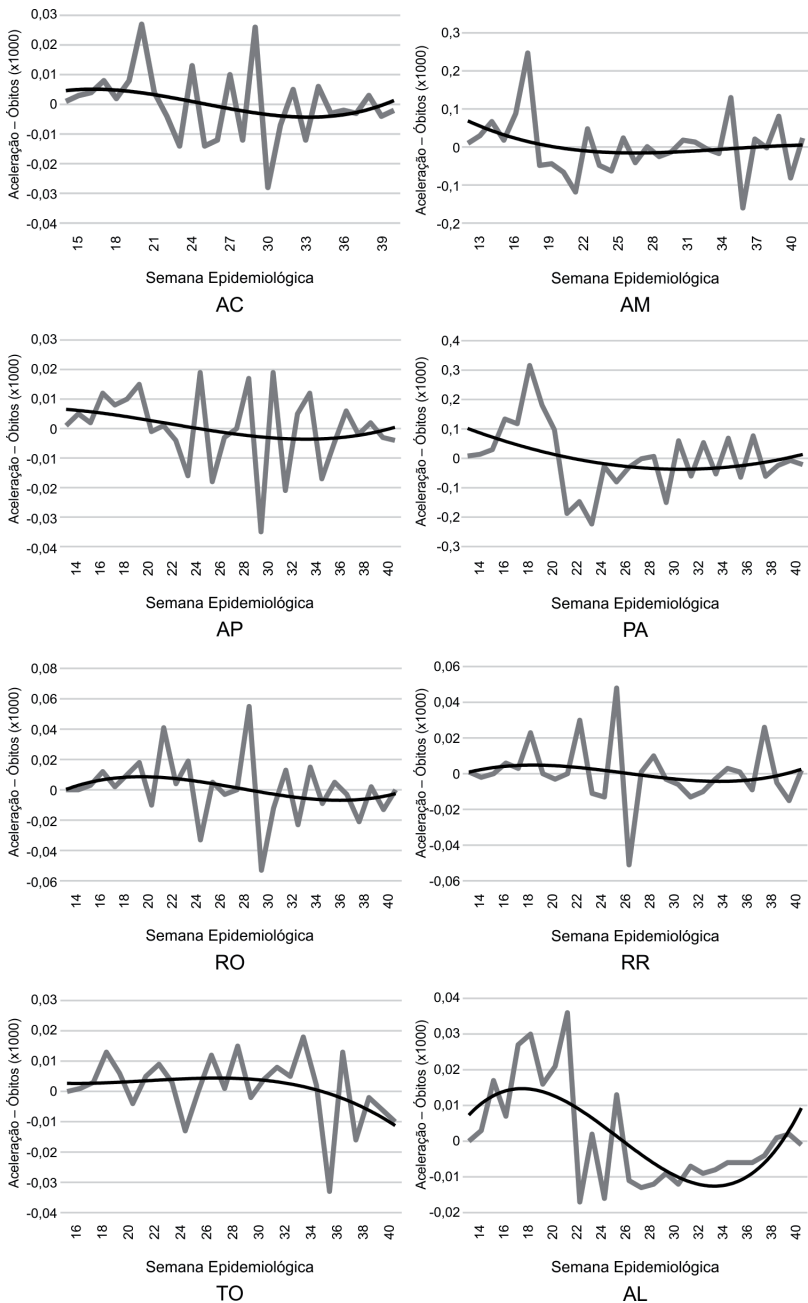 Aceleração – Óbitos (x1000)
0,03
0,02
0,01
0
-0,01
-0,02
-0,03
-0,04
15 18 21 24 27 30 33 36 39
Semana Epidemiológica
AC
Aceleração – Óbitos (x1000)
0,3
0,2
0,1
0
-0,1
-0,2
13 16 19 22 25 28 31 34 37 40
Semana Epidemiológica
AM
Aceleração – Óbitos (x1000)
0,03
0,02
0,01
0
-0,01
-0,02
-0,03
-0,04
14 16 18 20 22 24 26 28 30 32 34 36 38 40
Semana Epidemiológica
AP
Aceleração – Óbitos (x1000)
0,4
0,3
0,2
0,1
0
-0,1
-0,2
-0,3
14 16 18 20 22 24 26 28 30 32 34 36 38 40
Semana Epidemiológica
PA
Aceleração – Óbitos (x1000)
0,08
0,06
0,04
0,02
0
-0,02
-0,04
-0,06
14 16 18 20 22 24 26 28 30 32 34 36 38 40
Semana Epidemiológica
RO
Aceleração – Óbitos (x1000)
0,06
0,04
0,02
0
-0,02
-0,04
-0,06
14 16 18 20 22 24 26 28 30 32 34 36 38 40
Semana Epidemiológica
RR
Aceleração – Óbitos (x1000)
0,03
0,02
0,01
0
-0,01
-0,02
-0,03
-0,04
16 18 20 22 24 26 28 30 32 34 36 38 40
Semana Epidemiológica
TO
Aceleração – Óbitos (x1000)
0,04
0,03
0,02
0,01
0
-0,01
-0,02
14 16 18 20 22 24 26 28 30 32 34 36 38 40
Semana Epidemiológica
AL